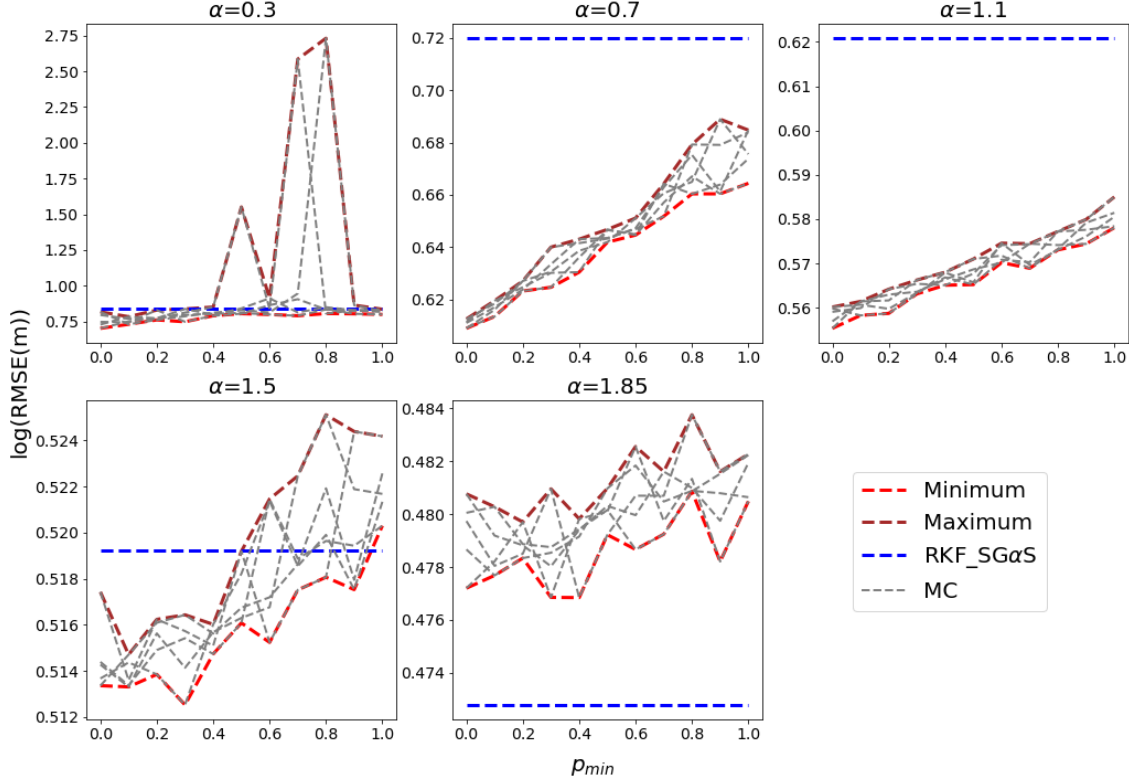 α=0.3
α=0.7
α=1.1
2.75
2.50
2.25
2.00
1.75
1.50
1.25
1.00
0.75
0.0 0.2 0.4 0.6 0.8 1.0
0.72
0.70
0.68
0.66
0.64
0.62
0.0 0.2 0.4 0.6 0.8 1.0
0.62
0.61
0.60
0.59
0.58
0.57
0.56
0.0 0.2 0.4 0.6 0.8 1.0
log(RMSE(m))
α=1.5
α=1.85
0.524
0.522
0.520
0.518
0.516
0.514
0.512
0.0 0.2 0.4 0.6 0.8 1.0
0.484
0.482
0.480
0.478
0.476
0.474
0.0 0.2 0.4 0.6 0.8 1.0
Minimum
Maximum
RKF_SGαS
MC
p_min